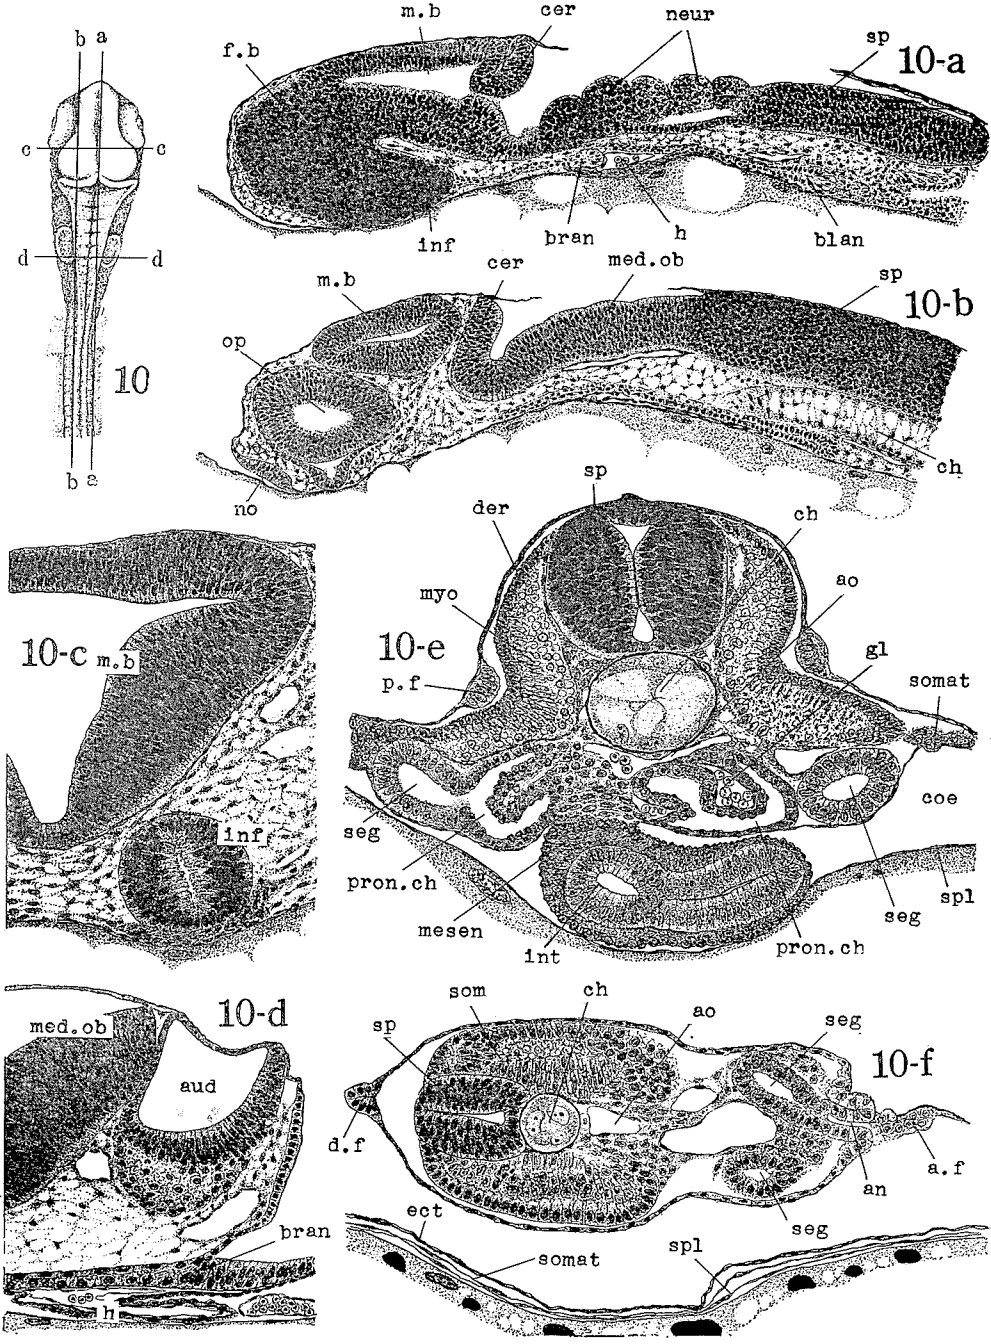 b a
c c
d d
10
b a
f.b
m.b
cer
neur
sp
10-a
inf
bran
h
blan
op
m.b
cer
med.ob
sp
10-b
no
ch
10-c
m.b
inf
der
sp
ch
myo
10-e
ao
p.f
gl
somat
coe
seg
pron.ch
mesen
int
pron.ch
seg
spl
10-d
med.ob
aud
bran
h
sp
som
ch
ao
seg
10-f
d.f
a.f
an
seg
ect
somat
spl